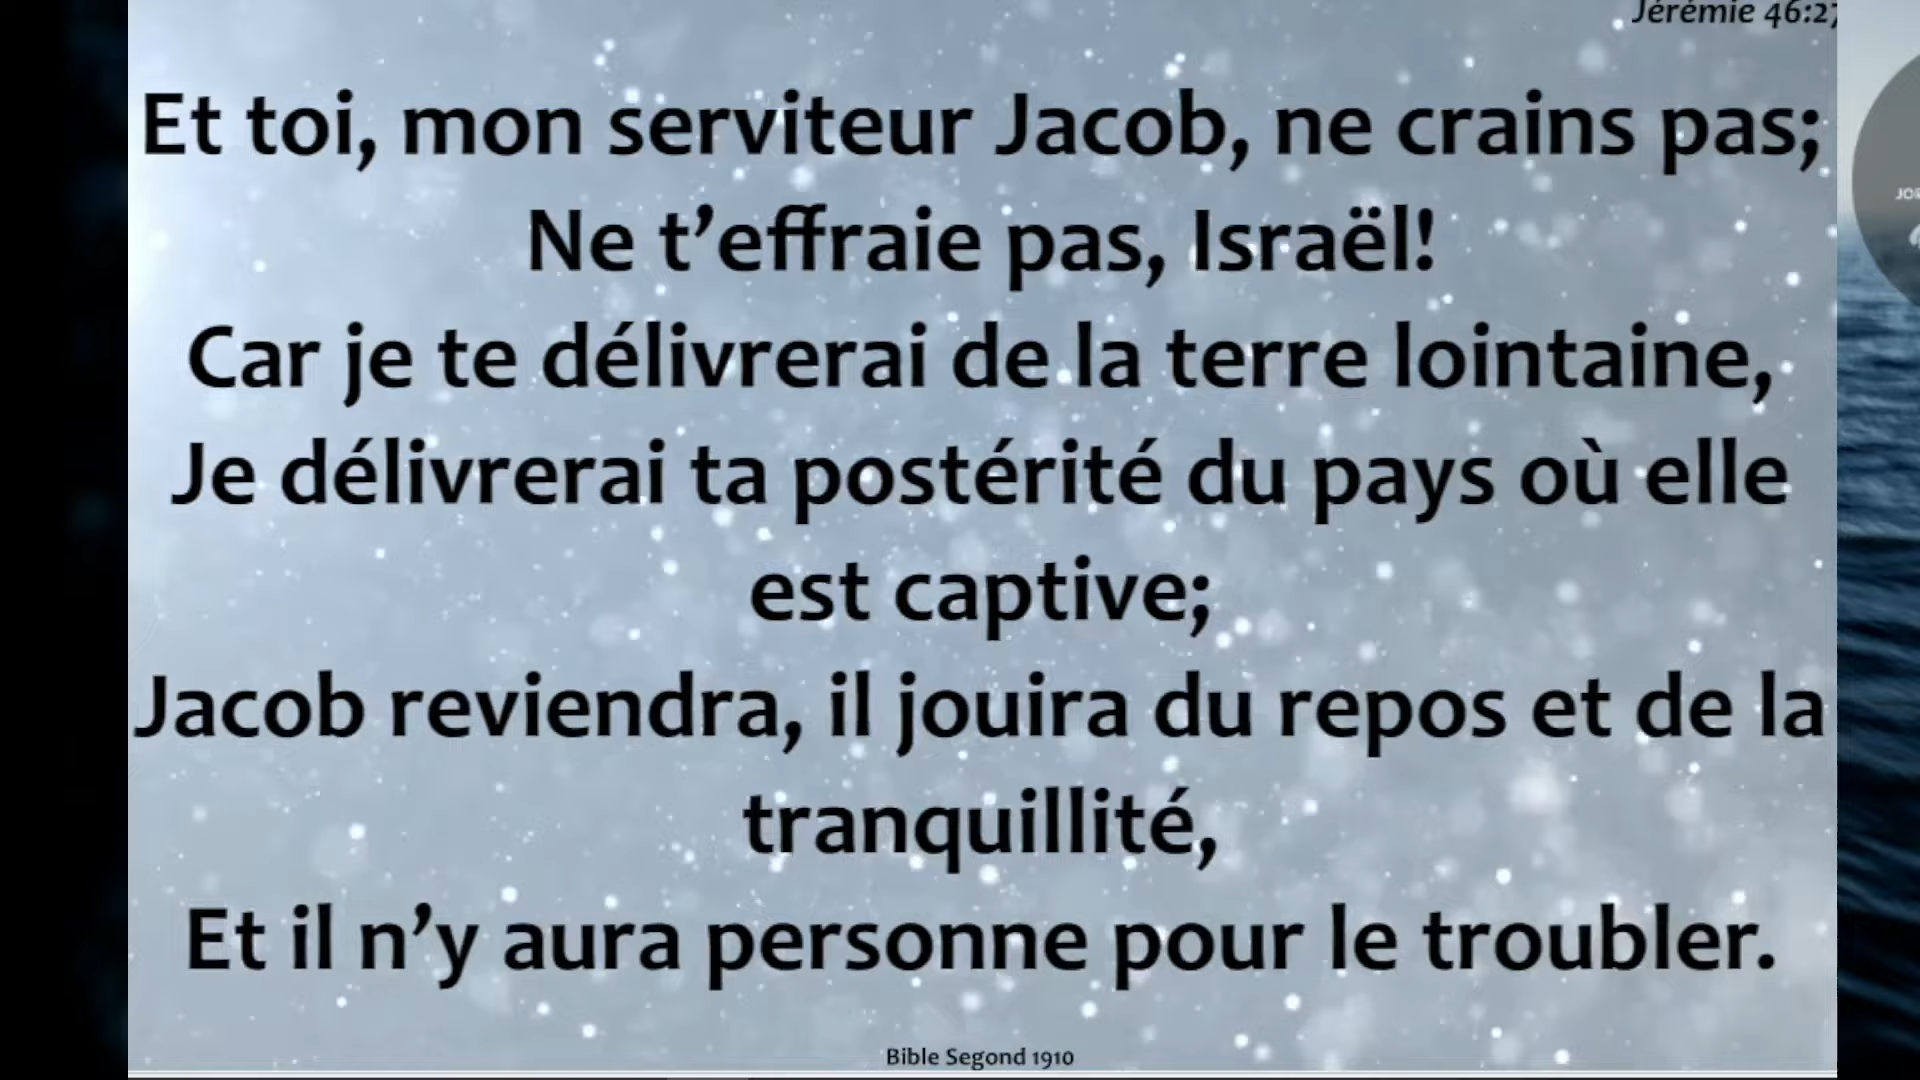 Jérémie 46:27
Et toi, mon serviteur Jacob, ne crains pas;
Ne t’effraie pas, Israël!
Car je te délivrerai de la terre lointaine,
Je délivrerai ta postérité du pays où elle
est captive;
Jacob reviendra, il jouira du repos et de la
tranquillité,
Et il n’y aura personne pour le troubler.
Bible Segond 1910